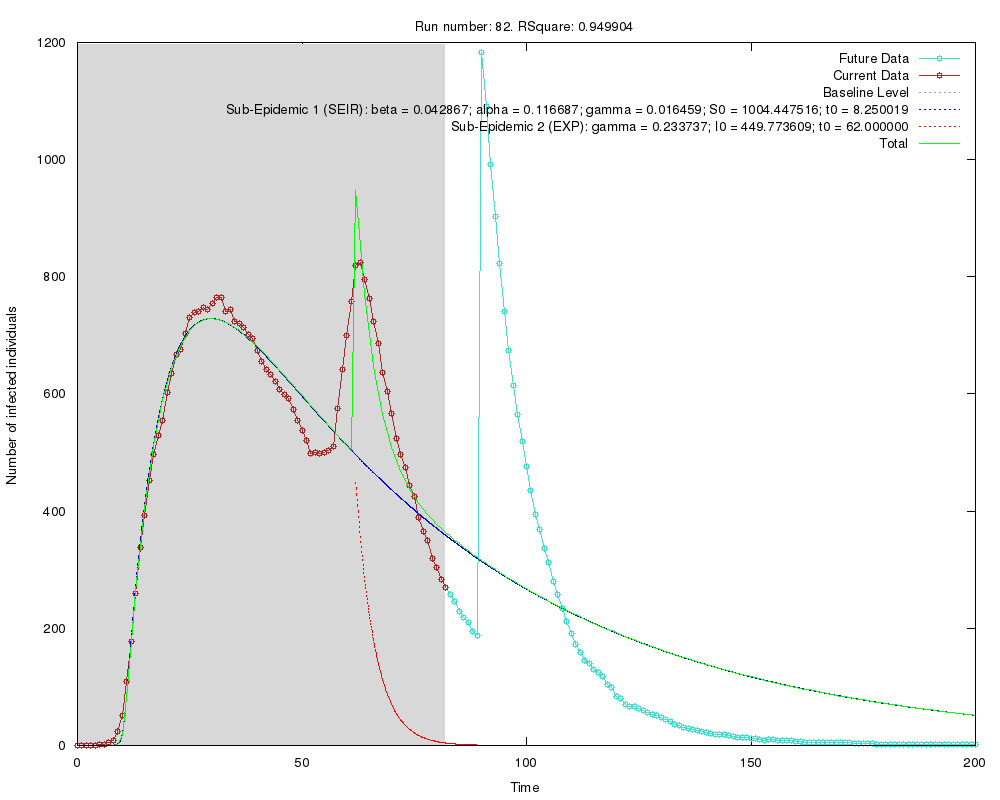 Run number: 82. RSquare: 0.949904
1200
1000
800
600
400
200
0
Number of infected individuals
Future Data
Current Data
Baseline Level
Sub-Epidemic 1 (SEIR): beta = 0.042867; alpha = 0.116687; gamma = 0.016459; S0 = 1004.447516; t0 = 8.250019
Sub-Epidemic 2 (EXP): gamma = 0.233737; I0 = 449.773609; t0 = 62.000000
Total
0
50
100
150
200
Time